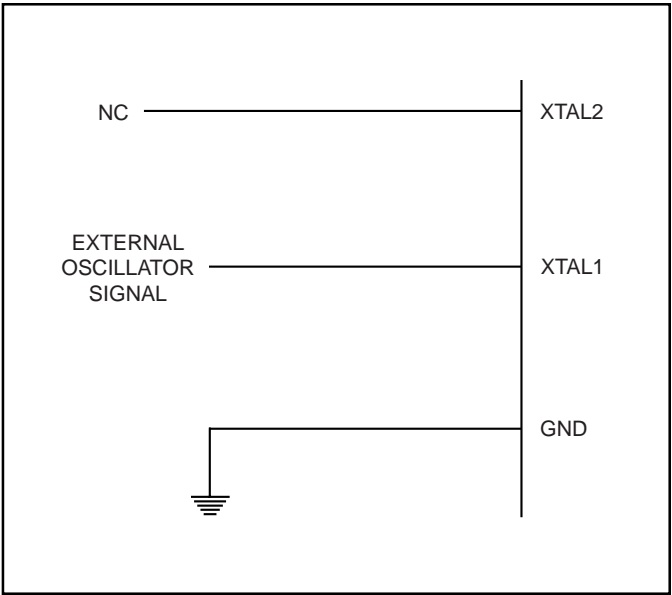 NC
XTAL2
EXTERNAL
OSCILLATOR
SIGNAL
XTAL1
GND